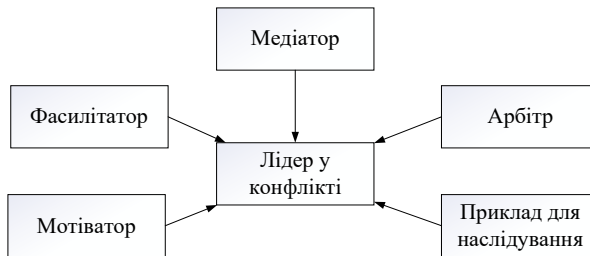 Медіатор
Фасилітатор
Арбітр
Лідер у
конфлікті
Мотіватор
Приклад для
наслідування